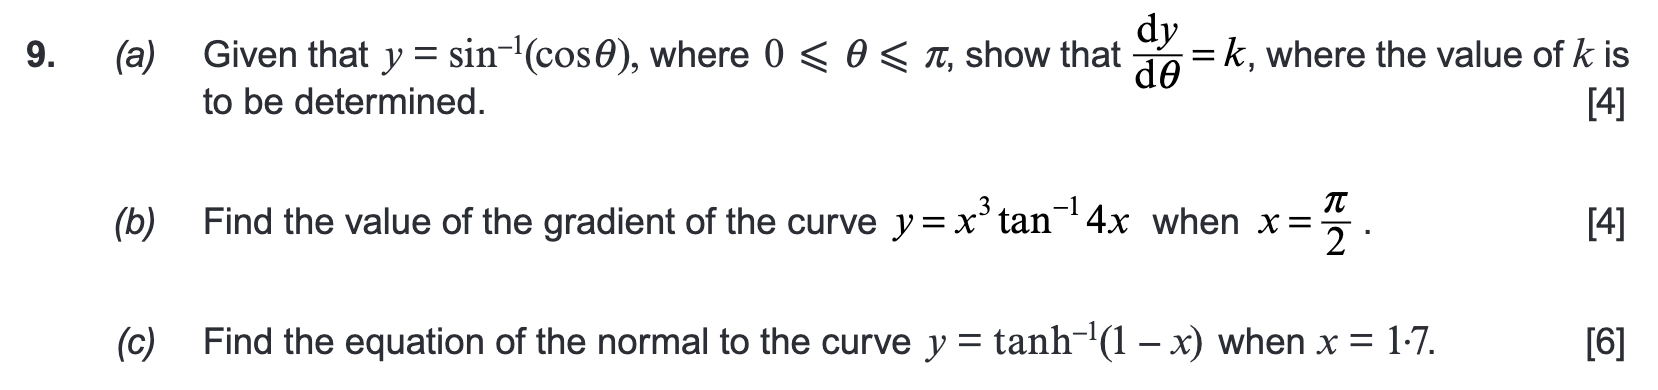 9. (a) Given that y = sin⁻¹(cosθ), where 0 ⩽ θ ⩽ π, show that dy/dθ = k, where the value of k is
to be determined. [4]
(b) Find the value of the gradient of the curve y = x³ tan⁻¹ 4x when x = π/2 . [4]
(c) Find the equation of the normal to the curve y = tanh⁻¹(1 – x) when x = 1·7. [6]